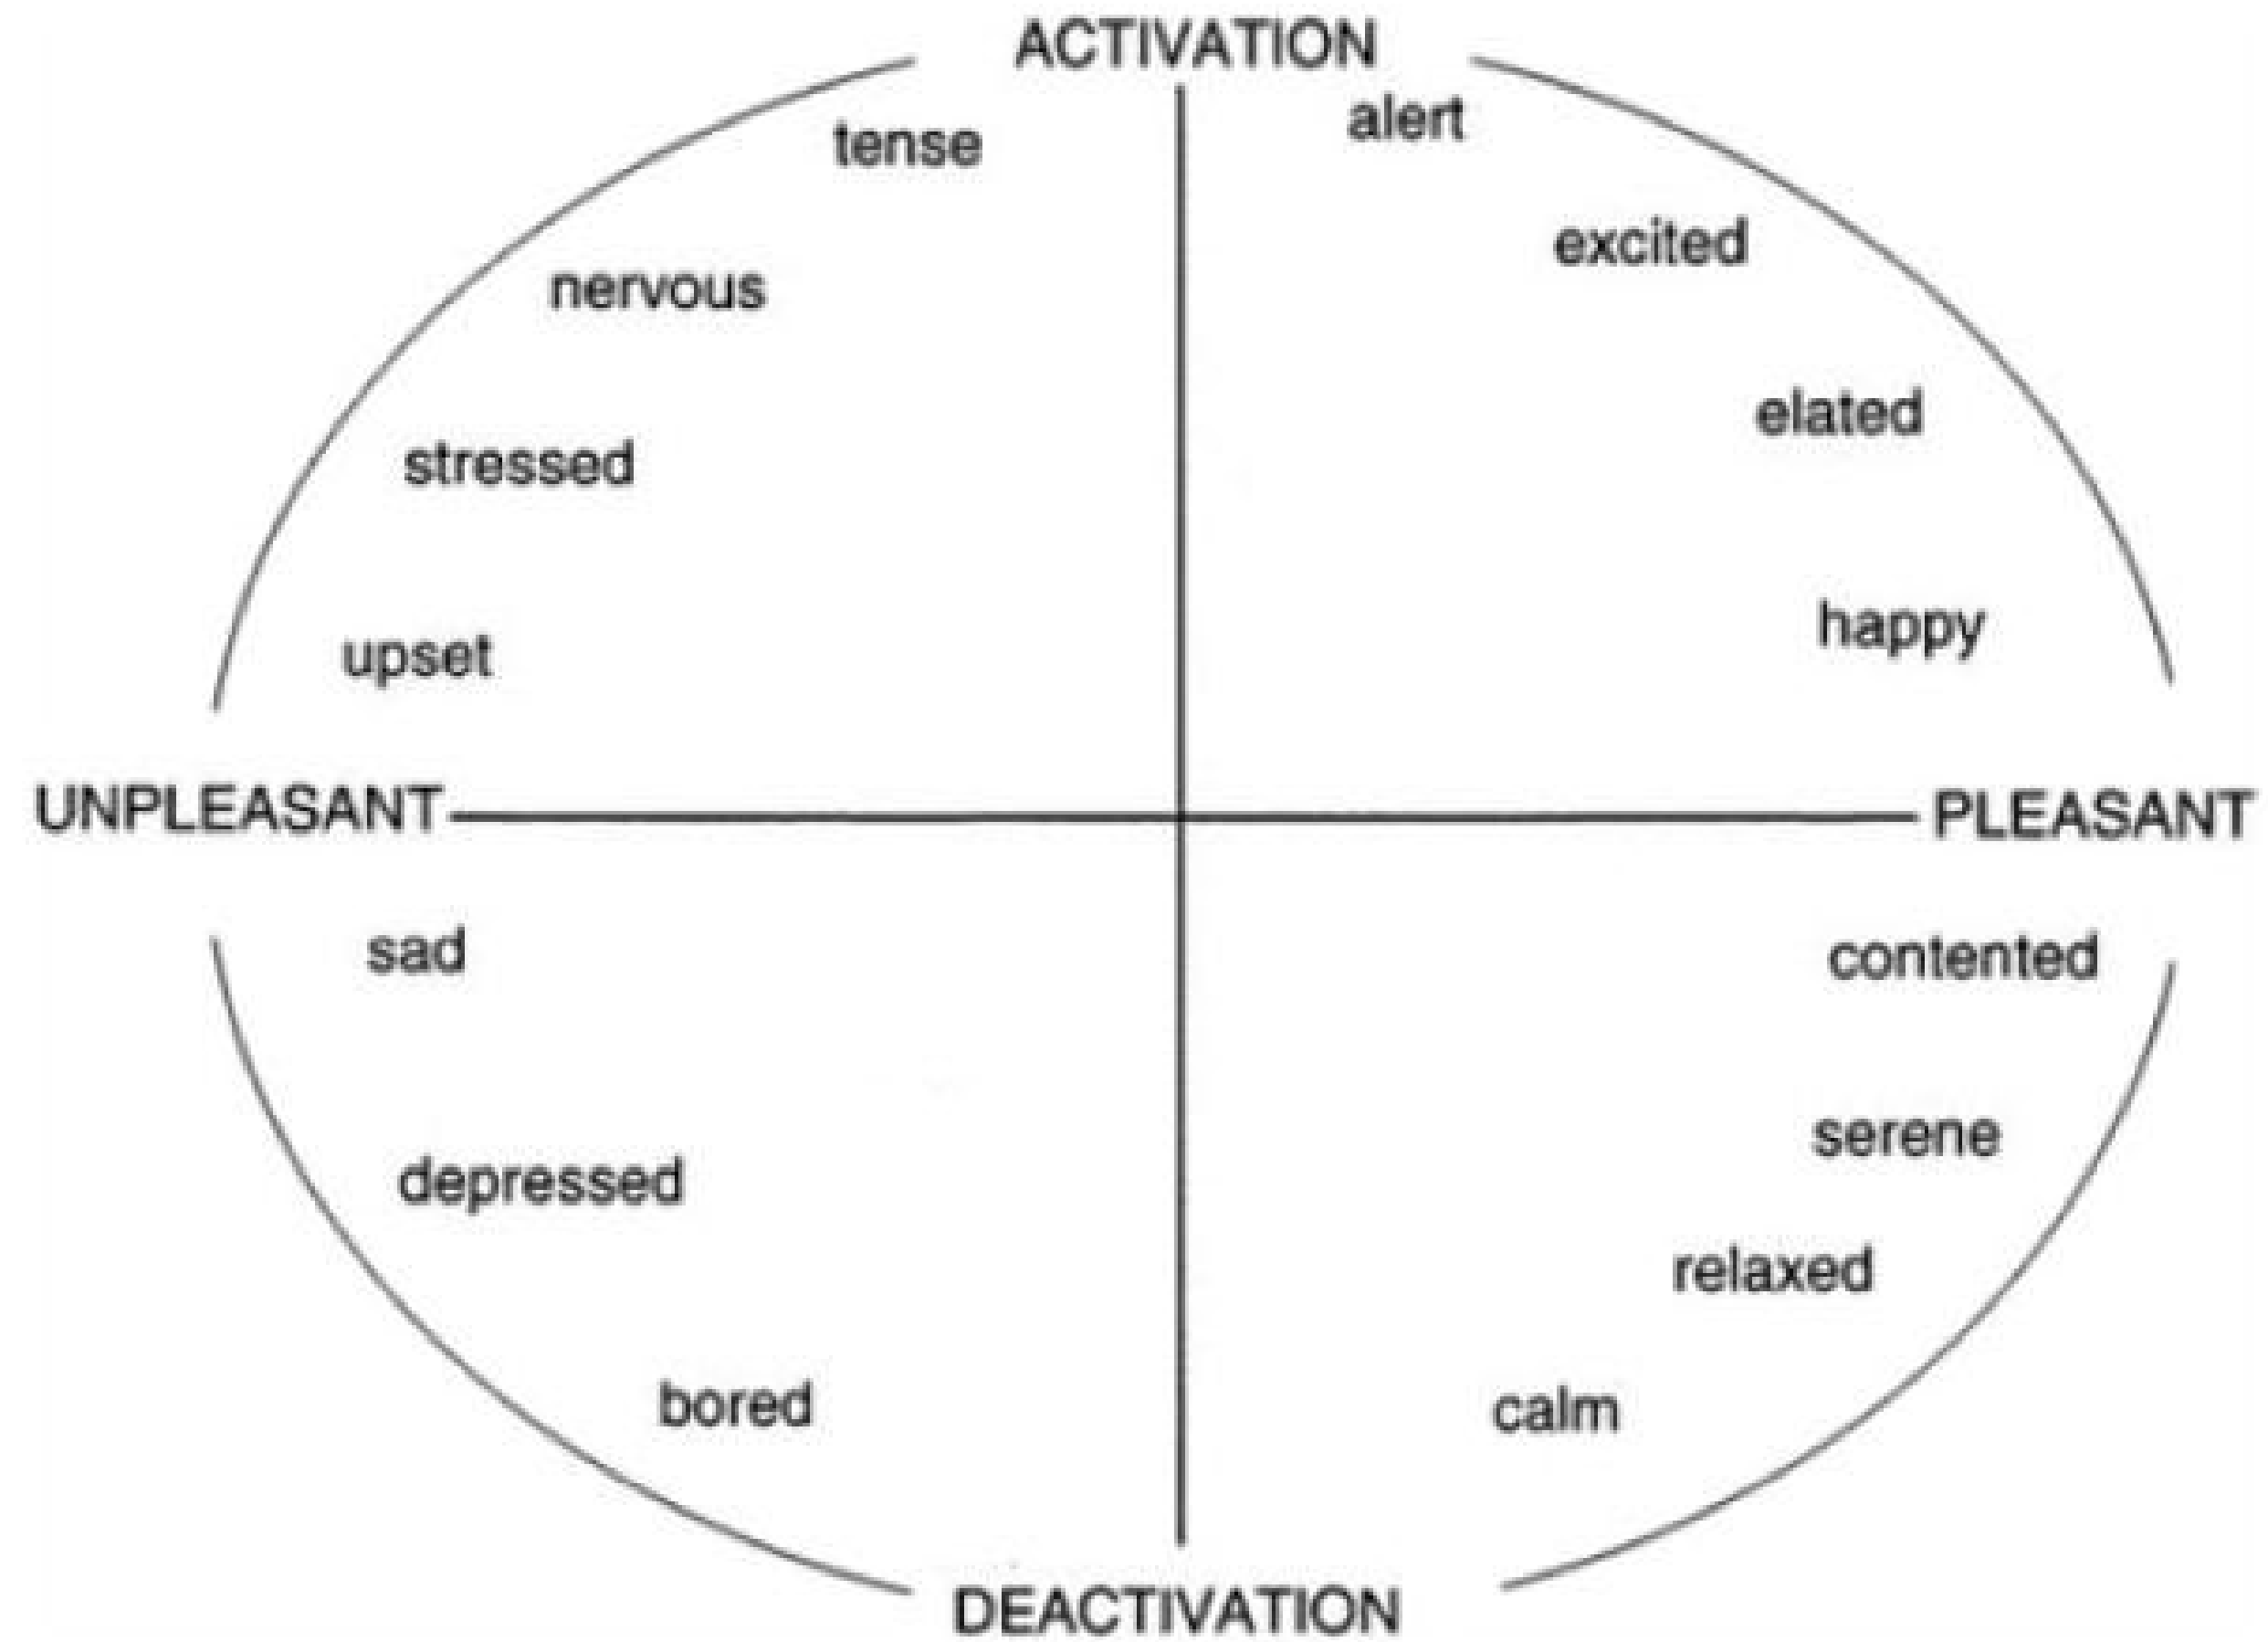 ACTIVATION
alert
tense
excited
nervous
elated
stressed
happy
upset
UNPLEASANT
PLEASANT
sad
contented
serene
depressed
relaxed
bored
calm
DEACTIVATION